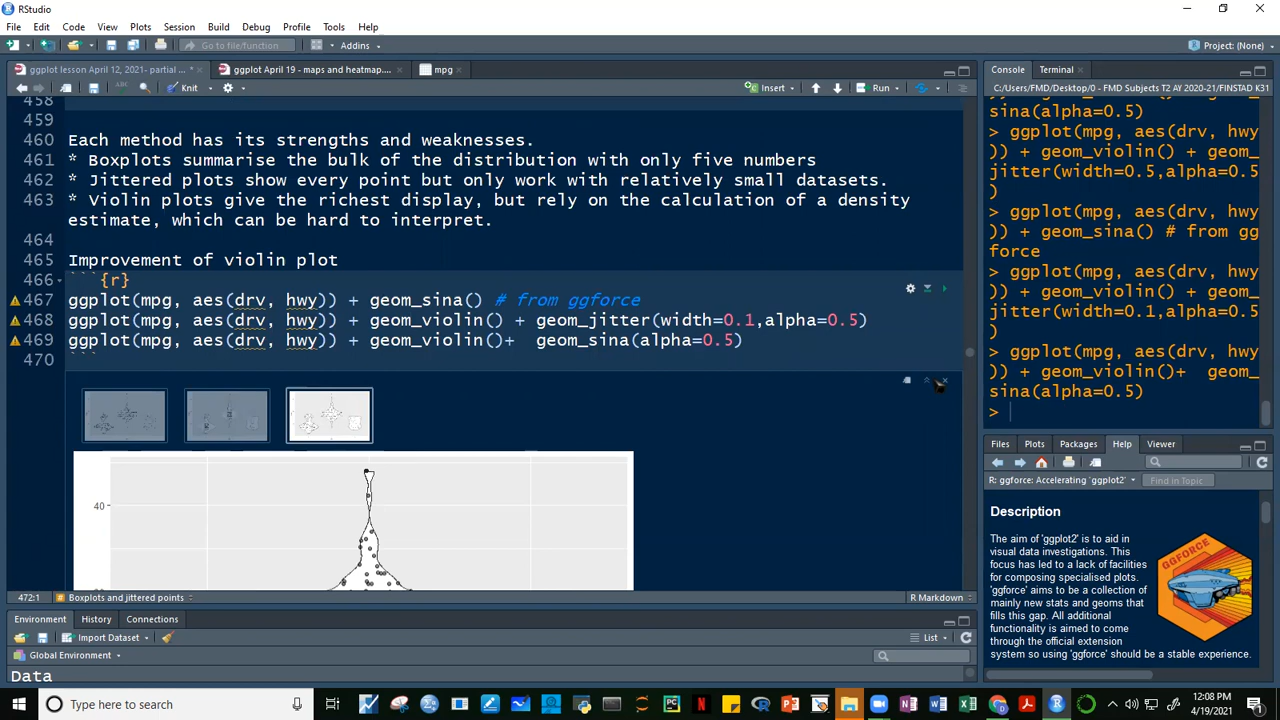 RStudio
File Edit Code View Plots Session Build Debug Profile Tools Help
Go to file/function Addins Project: (None)
ggplot lesson April 12, 2021- partial ... * ggplot April 19 - maps and heatmap.... mpg
Knit Insert Run
458
459
460 Each method has its strengths and weaknesses.
461 * Boxplots summarise the bulk of the distribution with only five numbers
462 * Jittered plots show every point but only work with relatively small datasets.
463 * Violin plots give the richest display, but rely on the calculation of a density
estimate, which can be hard to interpret.
464
465 Improvement of violin plot
466 ```{r}
467 ggplot(mpg, aes(drv, hwy)) + geom_sina() # from ggforce
468 ggplot(mpg, aes(drv, hwy)) + geom_violin() + geom_jitter(width=0.1,alpha=0.5)
469 ggplot(mpg, aes(drv, hwy)) + geom_violin()+  geom_sina(alpha=0.5)
470 ```
40
472:1 # Boxplots and jittered points R Markdown
Environment History Connections
Import Dataset List
Global Environment
Data
Console Terminal
C:/Users/FMD/Desktop/0 - FMD Subjects T2 AY 2020-21/FINSTAD K31
)) + geom_violin()+  geom_
sina(alpha=0.5)
> ggplot(mpg, aes(drv, hwy
)) + geom_violin() + geom_
jitter(width=0.5,alpha=0.5
)
> ggplot(mpg, aes(drv, hwy
)) + geom_sina() # from gg
force
> ggplot(mpg, aes(drv, hwy
)) + geom_violin() + geom_
jitter(width=0.1,alpha=0.5
)
> ggplot(mpg, aes(drv, hwy
)) + geom_violin()+  geom_
sina(alpha=0.5)
>
Files Plots Packages Help Viewer
R: ggforce: Accelerating 'ggplot2' Find in Topic
Description
The aim of 'ggplot2' is to aid in
visual data investigations. This
focus has led to a lack of facilities
for composing specialised plots.
'ggforce' aims to be a collection of
mainly new stats and geoms that
fills this gap. All additional
functionality is aimed to come
through the official extension
system so using 'ggforce' should be a stable experience.
GGFORCE
Type here to search
12:08 PM
4/19/2021